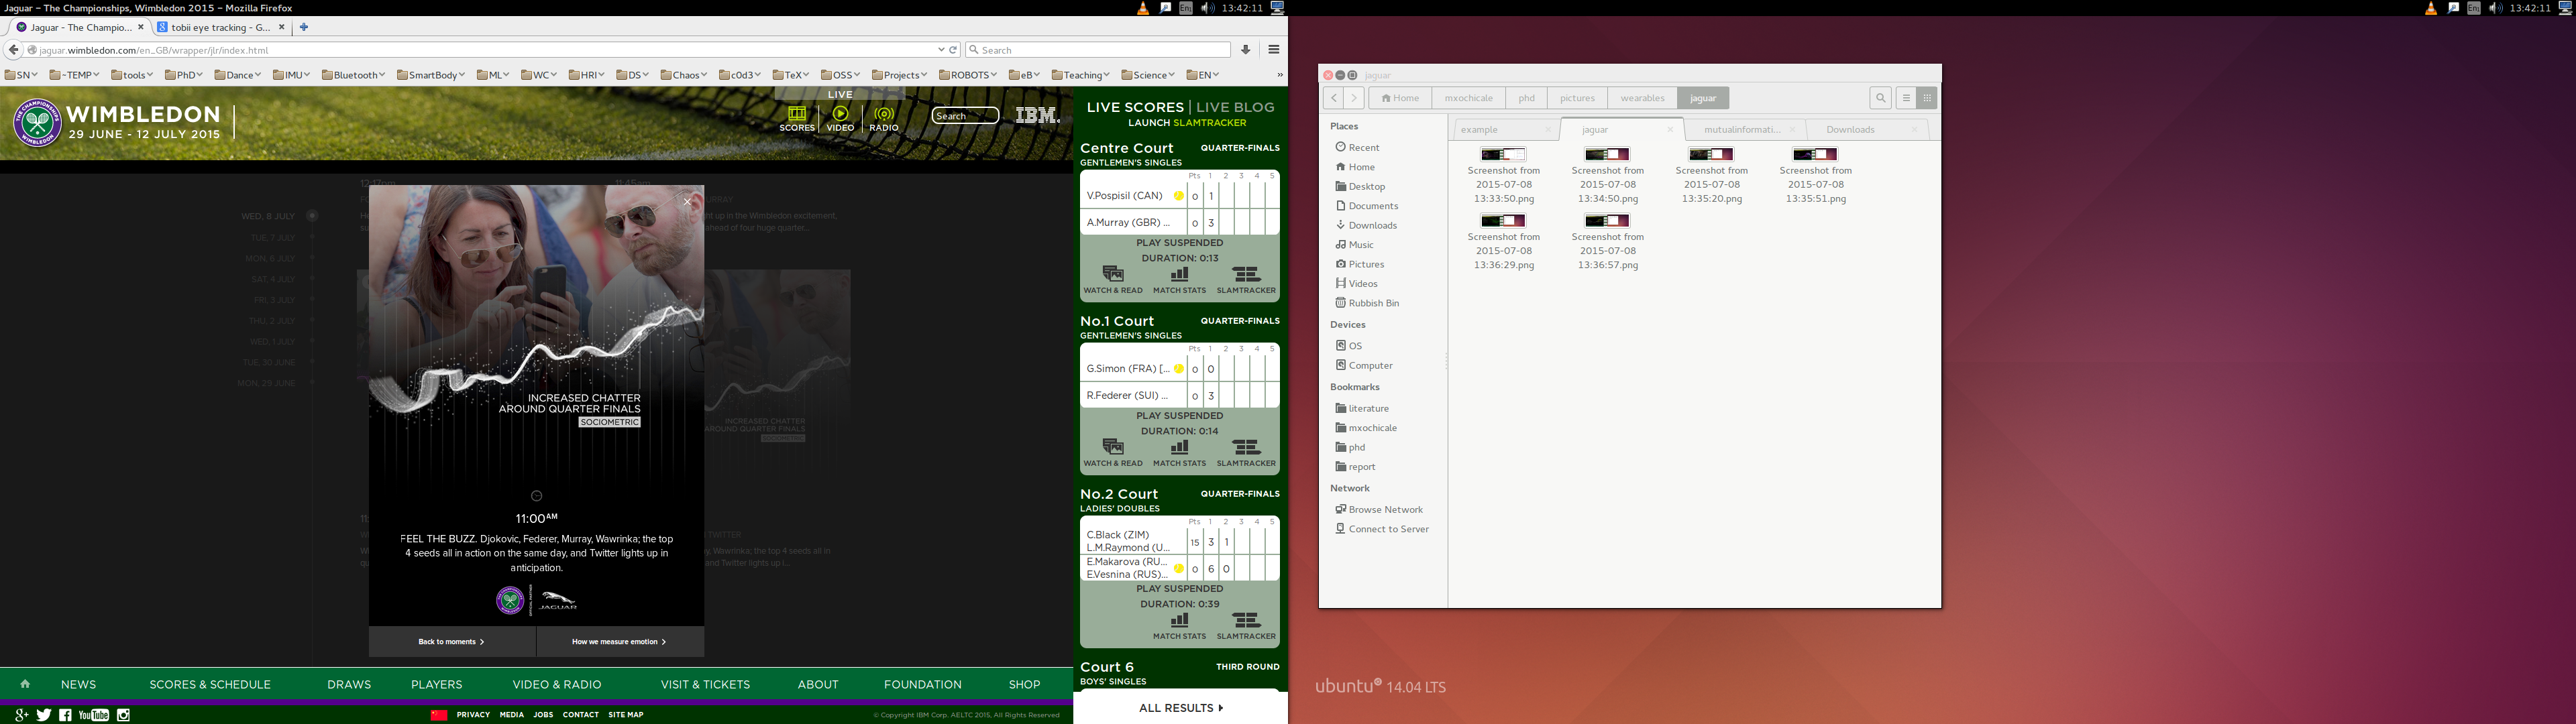 Jaguar – The Championships, Wimbledon 2015 – Mozilla Firefox
En 13:42:11
En 13:42:11
Jaguar - The Champio... × tobii eye tracking - G... ×
jaguar.wimbledon.com/en_GB/wrapper/jlr/index.html
Search
SN ~TEMP tools PhD Dance IMU Bluetooth SmartBody ML WC HRI DS Chaos c0d3 TeX OSS Projects ROBOTS eB Teaching Science EN »
THE CHAMPIONSHIPS
WIMBLEDON
WIMBLEDON
29 JUNE - 12 JULY 2015
LIVE
SCORES VIDEO RADIO
Search
IBM.
WED, 8 JULY
TUE, 7 JULY
MON, 6 JULY
SAT, 4 JULY
FRI, 3 JULY
THU, 2 JULY
WED, 1 JULY
TUE, 30 JUNE
MON, 29 JUNE
INCREASED CHATTER
AROUND QUARTER FINALS
SOCIOMETRIC
INCREASED CHATTER
AROUND QUARTER FINALS
SOCIOMETRIC
11:00AM
FEEL THE BUZZ. Djokovic, Federer, Murray, Wawrinka; the top
4 seeds all in action on the same day, and Twitter lights up in
anticipation.
JAGUAR
Back to moments
How we measure emotion
LIVE SCORES | LIVE BLOG
LAUNCH SLAMTRACKER
Centre Court QUARTER-FINALS
GENTLEMEN'S SINGLES
Pts 1 2 3 4 5
V.Pospisil (CAN) 0 1
A.Murray (GBR) ... 0 3
PLAY SUSPENDED
DURATION: 0:13
WATCH & READ MATCH STATS SLAMTRACKER
No.1 Court QUARTER-FINALS
GENTLEMEN'S SINGLES
Pts 1 2 3 4 5
G.Simon (FRA) [... 0 0
R.Federer (SUI) ... 0 3
PLAY SUSPENDED
DURATION: 0:14
WATCH & READ MATCH STATS SLAMTRACKER
No.2 Court QUARTER-FINALS
LADIES' DOUBLES
Pts 1 2 3 4 5
C.Black (ZIM)
L.M.Raymond (U... 15 3 1
E.Makarova (RU...
E.Vesnina (RUS)... 0 6 0
PLAY SUSPENDED
DURATION: 0:39
MATCH STATS SLAMTRACKER
Court 6 THIRD ROUND
BOYS' SINGLES
ALL RESULTS
NEWS SCORES & SCHEDULE DRAWS PLAYERS VIDEO & RADIO VISIT & TICKETS ABOUT FOUNDATION SHOP
g+ YouTube
PRIVACY MEDIA JOBS CONTACT SITE MAP
© Copyright IBM Corp. AELTC 2015, All Rights Reserved
jaguar
Home mxochicale phd pictures wearables jaguar
Places
Recent
Home
Desktop
Documents
Downloads
Music
Pictures
Videos
Rubbish Bin
Devices
OS
Computer
Bookmarks
literature
mxochicale
phd
report
Network
Browse Network
Connect to Server
example × jaguar × mutualinformati... × Downloads ×
Screenshot from
2015-07-08
13:33:50.png
Screenshot from
2015-07-08
13:34:50.png
Screenshot from
2015-07-08
13:35:20.png
Screenshot from
2015-07-08
13:35:51.png
Screenshot from
2015-07-08
13:36:29.png
Screenshot from
2015-07-08
13:36:57.png
ubuntu® 14.04 LTS